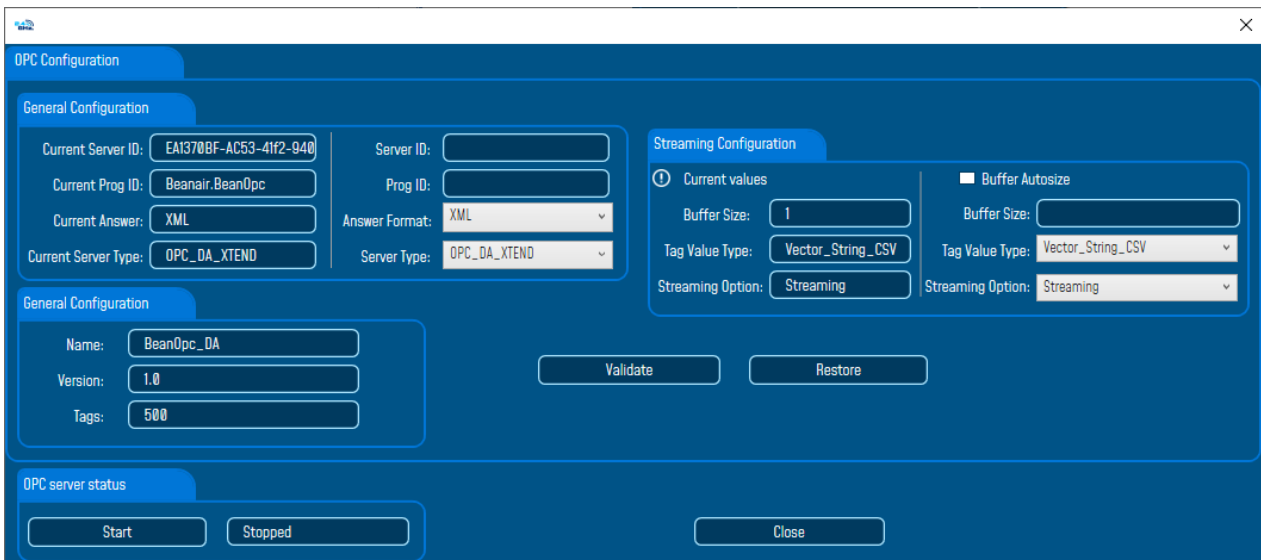 OPC Configuration
General Configuration
Current Server ID: EA1370BF-AC53-41f2-940
Server ID:
Current Prog ID: Beanair.BeanOpc
Prog ID:
Current Answer: XML
Answer Format: XML
Current Server Type: OPC_DA_XTEND
Server Type: OPC_DA_XTEND
Streaming Configuration
Current values
Buffer Autosize
Buffer Size: 1
Buffer Size:
Tag Value Type: Vector_String_CSV
Tag Value Type: Vector_String_CSV
Streaming Option: Streaming
Streaming Option: Streaming
General Configuration
Name: BeanOpc_DA
Version: 1.0
Tags: 500
Validate
Restore
OPC server status
Start
Stopped
Close